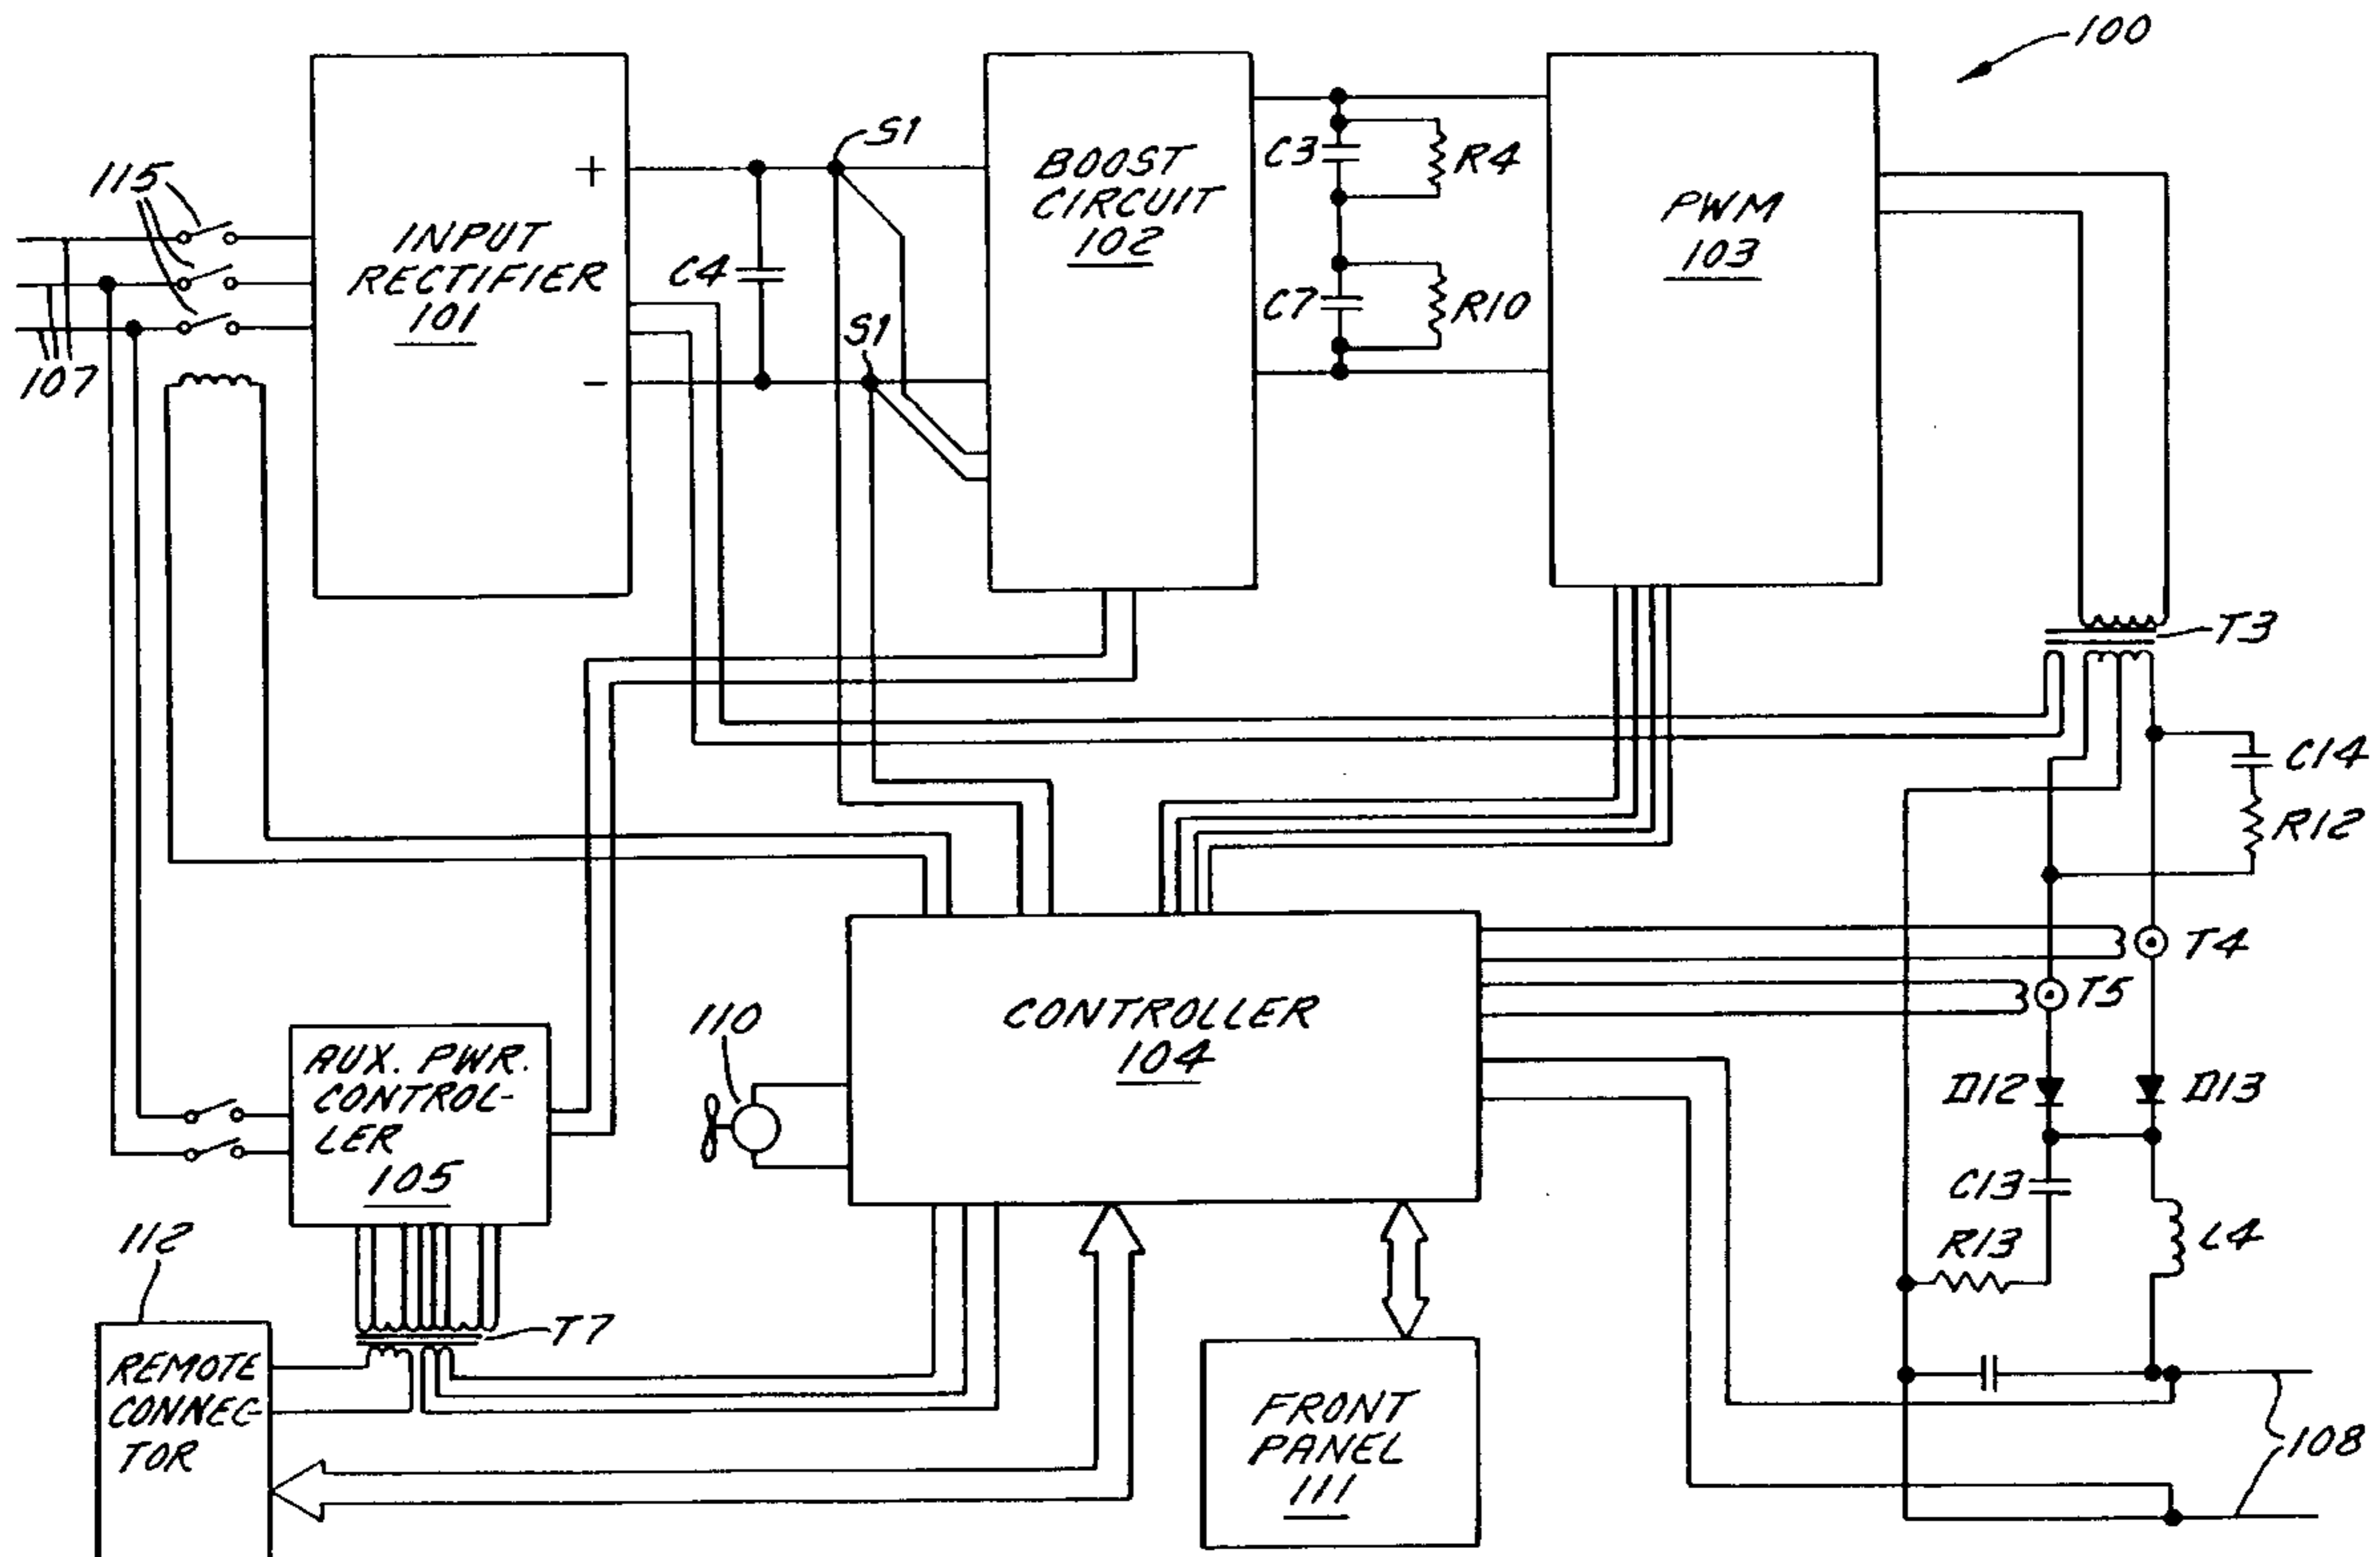 100
S1
115
+
INPUT
RECTIFIER
101
-
107
C4
S1
BOOST
CIRCUIT
102
C3
R4
C7
R10
PWM
103
T3
C14
R12
T4
T5
CONTROLLER
104
110
D12
D13
AUX. PWR.
CONTROL-
LER
105
C13
R13
L4
112
T7
REMOTE
CONNEC-
TOR
FRONT
PANEL
111
108